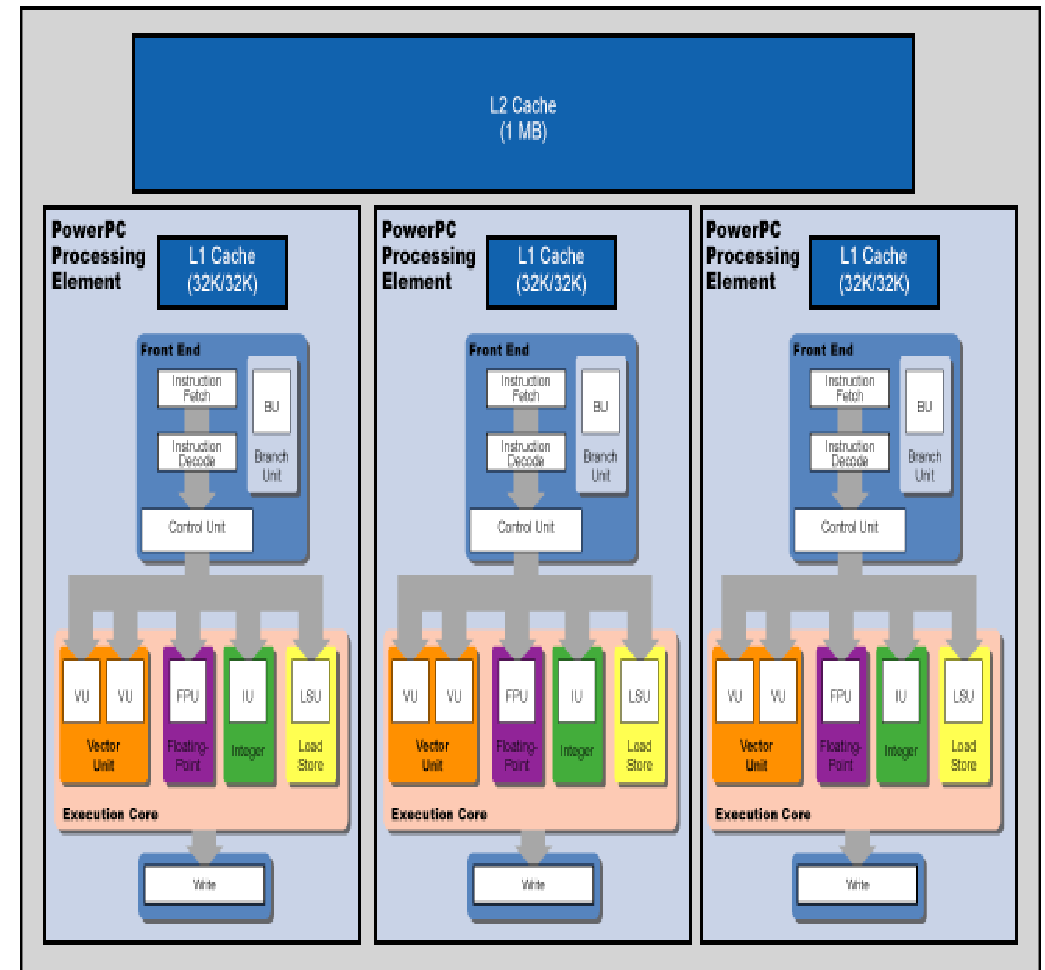 L2 Cache
(1 MB)
PowerPC
Processing
Element
L1 Cache
(32K/32K)
Front End
Instruction
Fetch
BU
Instruction
Decode
Branch
Unit
Control Unit
VU
VU
FPU
IU
LSU
Vector
Unit
Floating-
Point
Integer
Load
Store
Execution Core
Write
PowerPC
Processing
Element
L1 Cache
(32K/32K)
Front End
Instruction
Fetch
BU
Instruction
Decode
Branch
Unit
Control Unit
VU
VU
FPU
IU
LSU
Vector
Unit
Floating-
Point
Integer
Load
Store
Execution Core
Write
PowerPC
Processing
Element
L1 Cache
(32K/32K)
Front End
Instruction
Fetch
BU
Instruction
Decode
Branch
Unit
Control Unit
VU
VU
FPU
IU
LSU
Vector
Unit
Floating-
Point
Integer
Load
Store
Execution Core
Write